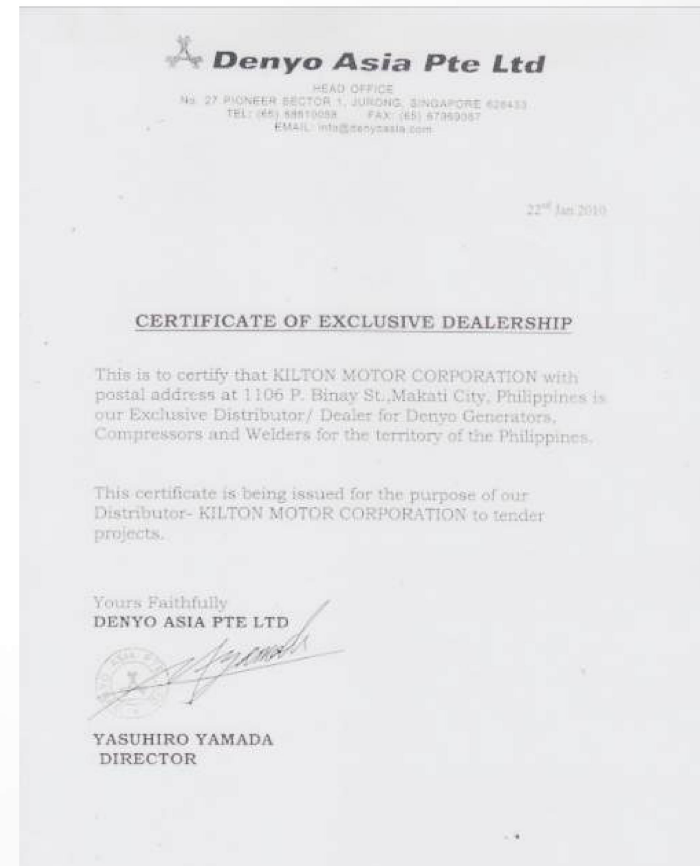 Denyo Asia Pte Ltd
HEAD OFFICE
No. 27 PIONEER SECTOR 1, JURONG, SINGAPORE 628433
TEL: (65) FAX: (65)
EMAIL: info@denyoasia.com
22nd Jan 2010
CERTIFICATE OF EXCLUSIVE DEALERSHIP
This is to certify that KILTON MOTOR CORPORATION with
postal address at 1106 P. Binay St.,Makati City, Philippines is
our Exclusive Distributor/ Dealer for Denyo Generators,
Compressors and Welders for the territory of the Philippines.
This certificate is being issued for the purpose of our
Distributor- KILTON MOTOR CORPORATION to tender
projects.
Yours Faithfully
DENYO ASIA PTE LTD
Yamada
YASUHIRO YAMADA
DIRECTOR